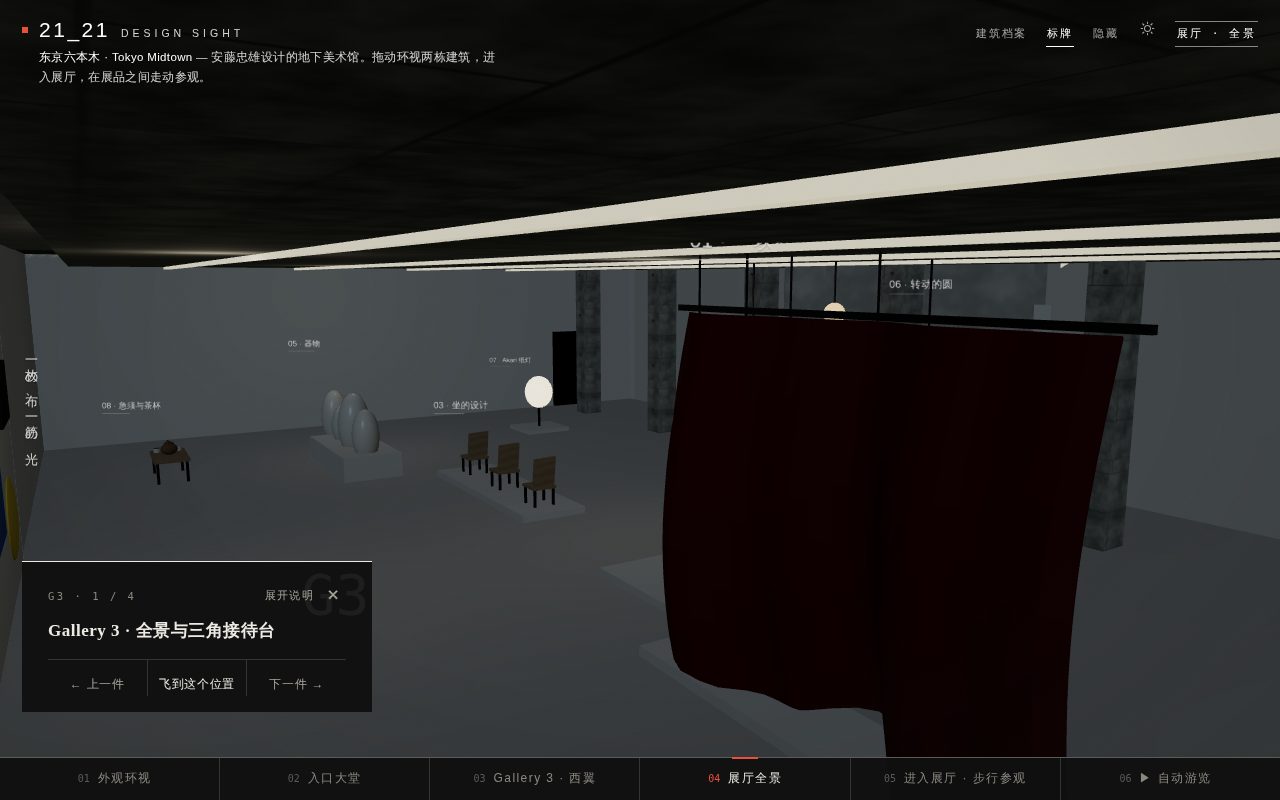 21_21 DESIGN SIGHT
东京六本木 · Tokyo Midtown — 安藤忠雄设计的地下美术馆。拖动环视两栋建筑，进
入展厅，在展品之间走动参观。
建筑档案 标牌 隐藏 展厅 · 全景
06 · 转动的圆
05 · 器物
07 · Akari 纸灯
08 · 急须与茶杯
03 · 坐的设计
一枚の布、一筋の光
G3
G3 · 1 / 4 展开说明 ✕
Gallery 3 · 全景与三角接待台
← 上一件 飞到这个位置 下一件 →
01 外观环视 02 入口大堂 03 Gallery 3 · 西翼 04 展厅全景 05 进入展厅 · 步行参观 06 ▶ 自动游览